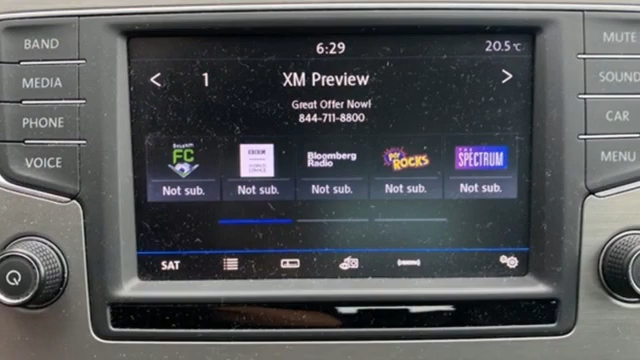 BAND
MEDIA
PHONE
VOICE
6:29
20.5°C
< 1 XM Preview >
Great Offer Now!
844-711-8800
FC
BBC
Bloomberg
Radio
ROCKS
THE
SPECTRUM
Not sub. Not sub. Not sub. Not sub. Not sub.
SAT
MUTE
SOUND
CAR
MENU